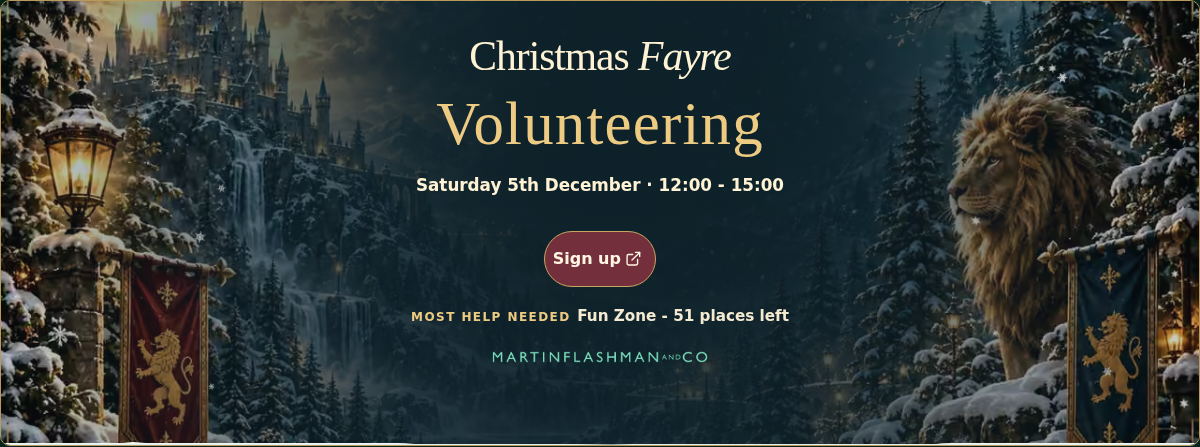 Christmas Fayre
Volunteering
Saturday 5th December · 12:00 - 15:00
Sign up
MOST HELP NEEDED Fun Zone - 51 places left
MARTINFLASHMANANDCO